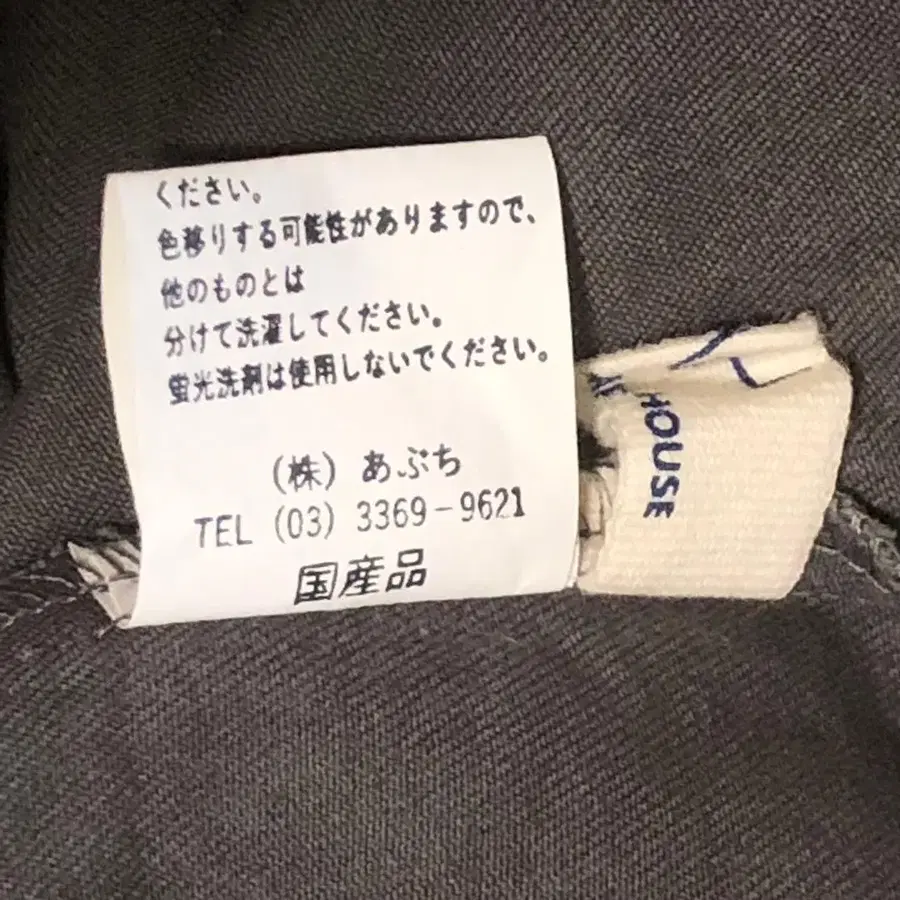 ください。
色移りする可能性がありますので、
他のものとは
分けて洗濯してください。
蛍光洗剤は使用しないでください。
(株) あぷち
TEL (03) 3369-9621
国産品
HOUSE